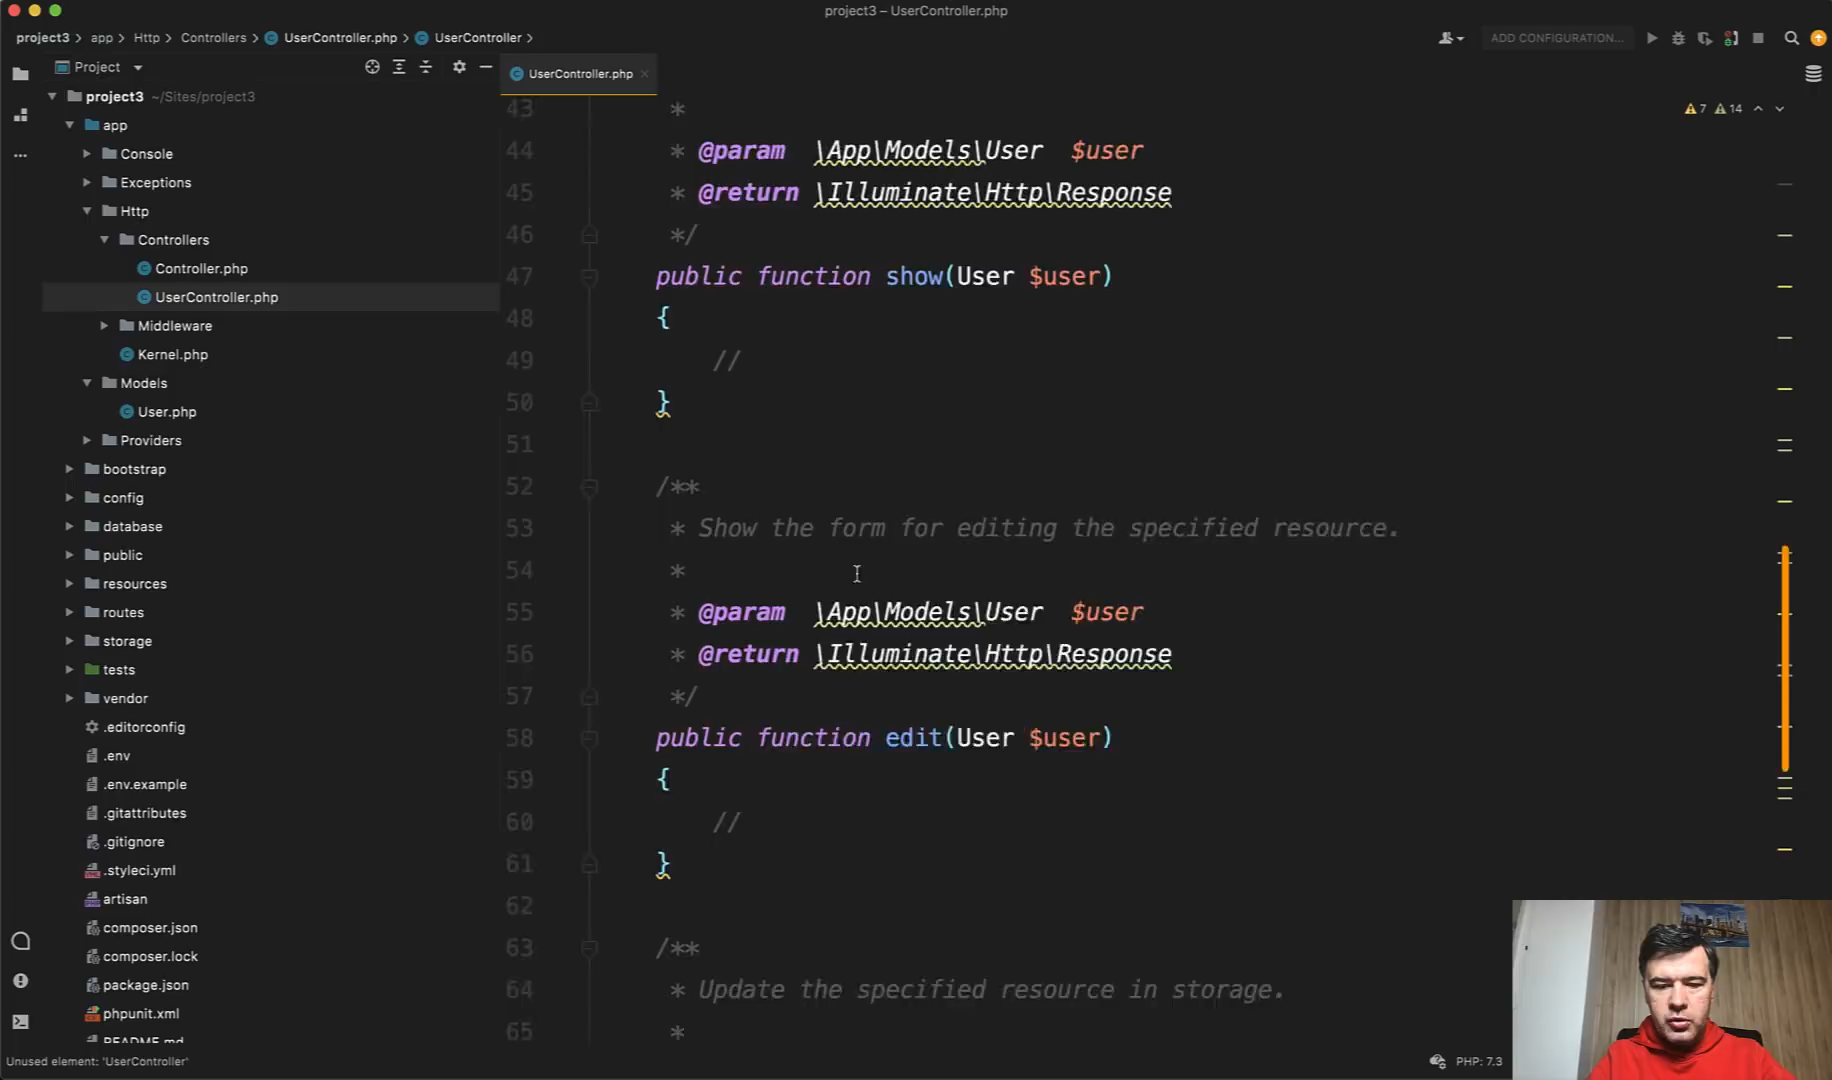 project3 – UserController.php
project3 > app > Http > Controllers > UserController.php > UserController >
ADD CONFIGURATION...
Project
UserController.php
7 14
project3 ~/Sites/project3
app
Console
Exceptions
Http
Controllers
Controller.php
UserController.php
Middleware
Kernel.php
Models
User.php
Providers
bootstrap
config
database
public
resources
routes
storage
tests
vendor
.editorconfig
.env
.env.example
.gitattributes
.gitignore
.styleci.yml
artisan
composer.json
composer.lock
package.json
phpunit.xml
README.md
43 *
44 * @param \App\Models\User $user
45 * @return \Illuminate\Http\Response
46 */
47 public function show(User $user)
48 {
49 //
50 }
51
52 /**
53 * Show the form for editing the specified resource.
54 *
55 * @param \App\Models\User $user
56 * @return \Illuminate\Http\Response
57 */
58 public function edit(User $user)
59 {
60 //
61 }
62
63 /**
64 * Update the specified resource in storage.
65 *
Unused element: 'UserController'
PHP: 7.3